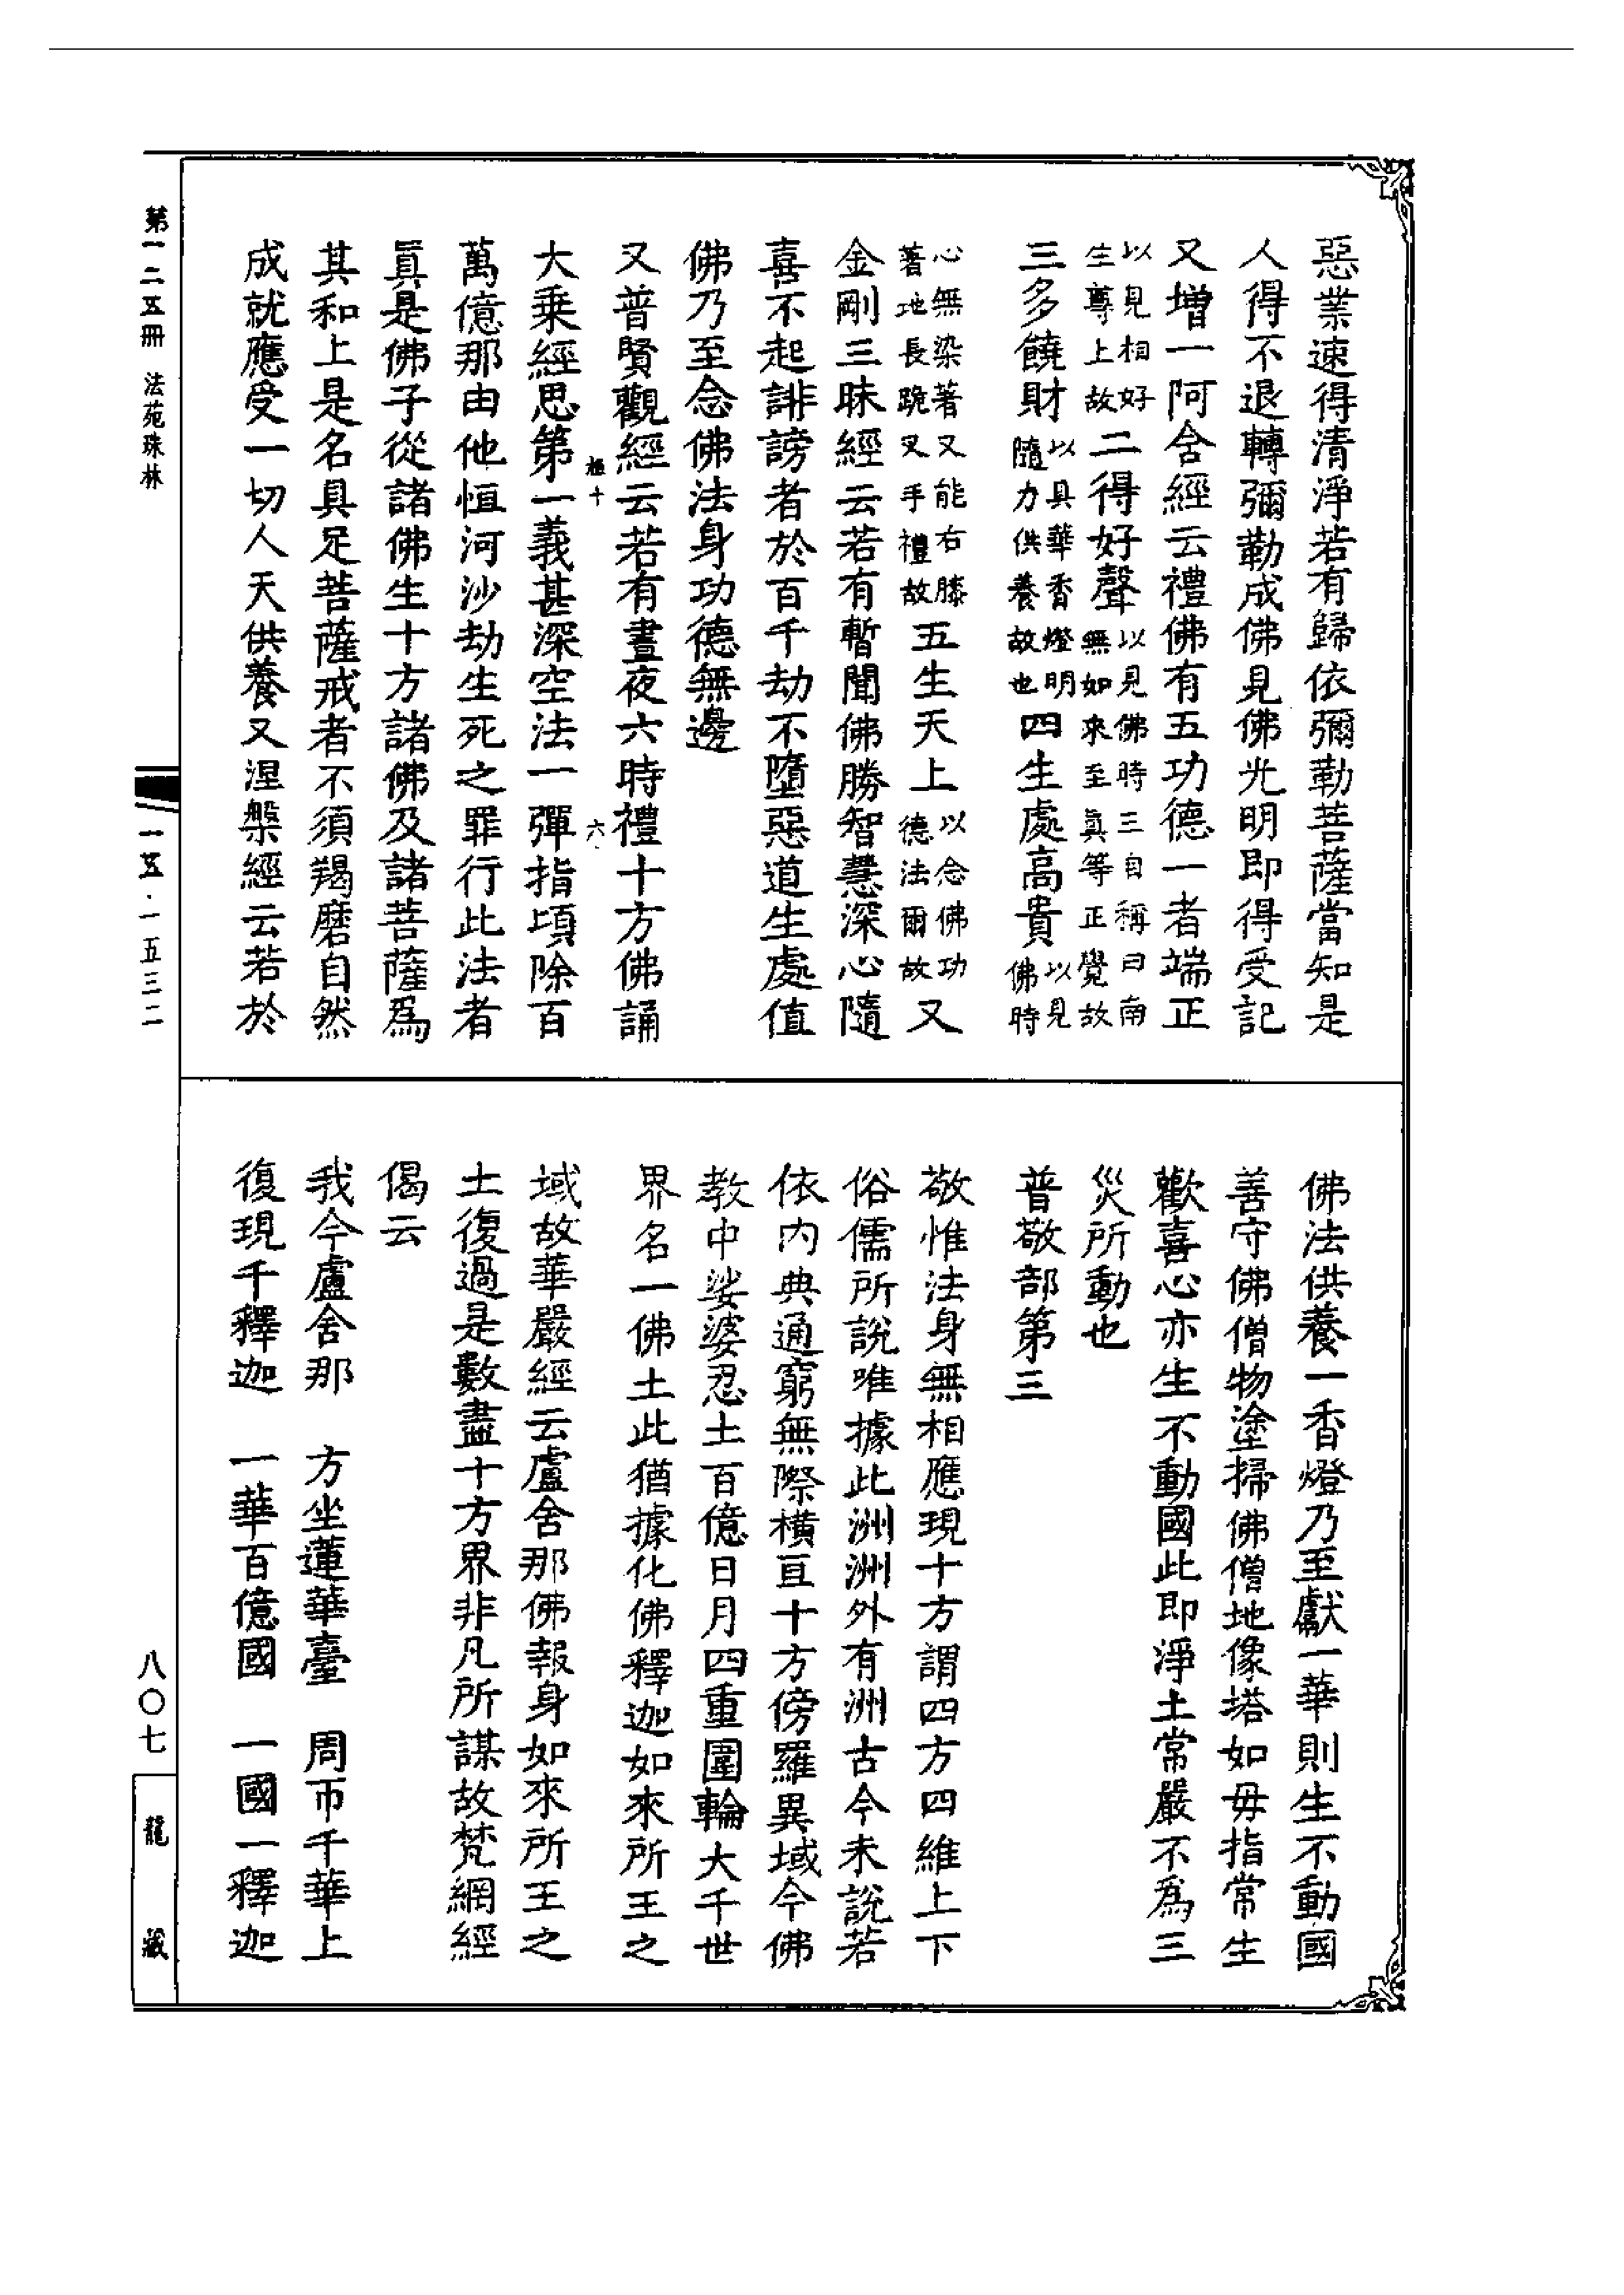 惡業速得清淨若有歸依彌勒菩薩當知是
人得不退轉彌勒成佛見佛光明即得受記
又增一阿含經云禮佛有五功德一者端正
以見相好生尊上故二得好聲以見佛時三自稱曰南無如來至眞等正覺故
三多饒財以具華香燈明隨力供養故也四生處高貴以見佛時
心無染著又能右膝著地長跪叉手禮故五生天上以念佛功德法爾故又
金剛三昧經云若有暫聞佛勝智慧深心隨
喜不起誹謗者於百千劫不墮惡道生處值
佛乃至念佛法身功德無邊
又普賢觀經云若有晝夜六時禮十方佛誦
大乘經思第一義甚深空法一彈指頃除百
萬億那由他恒河沙劫生死之罪行此法者
眞是佛子從諸佛生十方諸佛及諸菩薩爲
其和上是名具足菩薩戒者不須羯磨自然
成就應受一切人天供養又涅槃經云若於
佛法供養一香燈乃至獻一華則生不動國
善守佛僧物塗掃佛僧地像塔如毋指常生
歡喜心亦生不動國此即淨土常嚴不爲三
災所動也
普敬部第三
敬惟法身無相應現十方謂四方四維上下
俗儒所說唯據此洲洲外有洲古今未說若
依內典通窮無際橫亘十方傍羅異域今佛
教中娑婆忍土百億日月四重圍輪大千世
界名一佛土此猶據化佛釋迦如來所王之
域故華嚴經云盧舍那佛報身如來所王之
土復過是數盡十方界非凡所謀故梵網經
偈云
我今盧舍那　方坐蓮華臺　周帀千華上
復現千釋迦　一華百億國　一國一釋迦
第一二五冊　法苑珠林
一五·一五三二
八〇七
龍藏